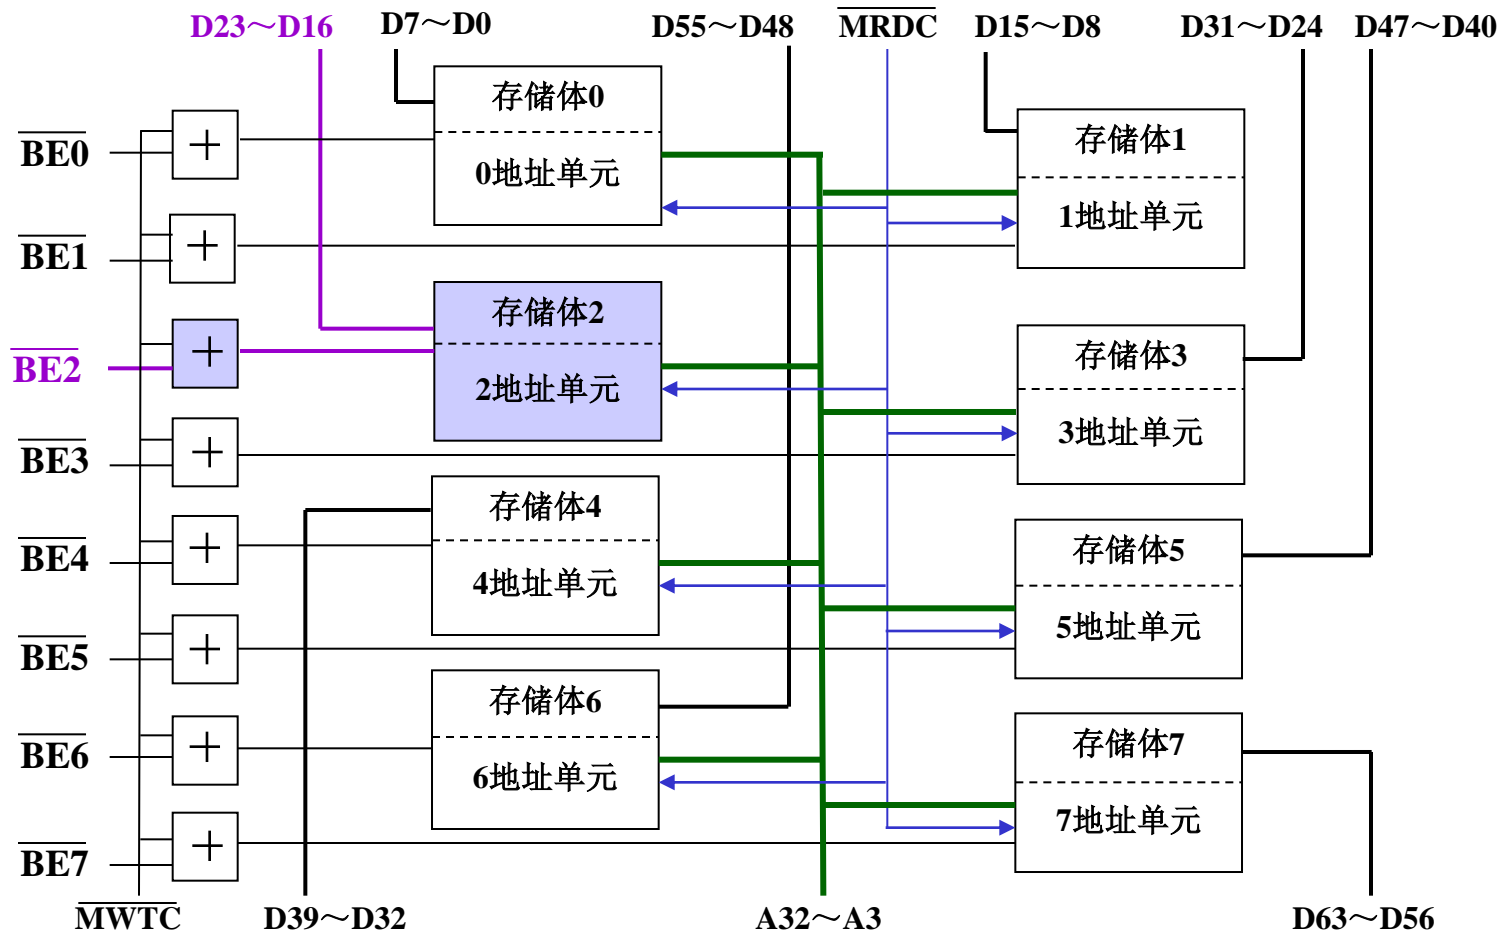 D23～D16 D7～D0 D55～D48 MRDC D15～D8 D31～D24 D47～D40
存储体0
0地址单元
存储体1
1地址单元
BE0
+
BE1
+
存储体2
2地址单元
BE2
+
存储体3
3地址单元
BE3
+
存储体4
4地址单元
BE4
+
存储体5
5地址单元
BE5
+
存储体6
6地址单元
BE6
+
存储体7
7地址单元
BE7
+
MWTC D39～D32 A32～A3 D63～D56